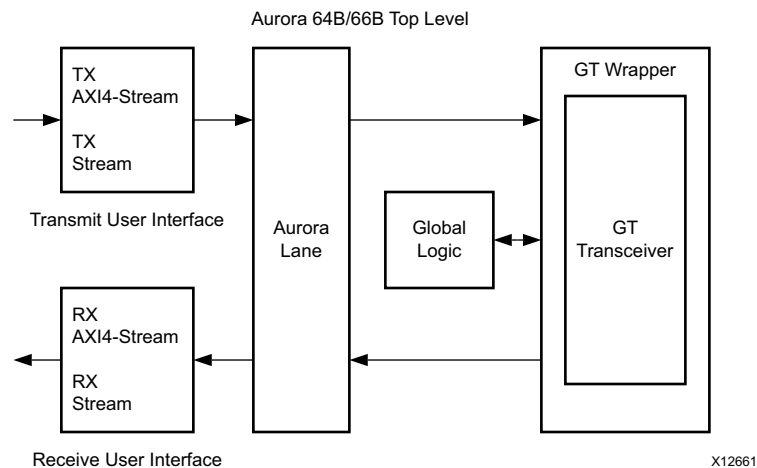 Aurora 64B/66B Top Level
TX
AXI4-Stream
TX
Stream
Transmit User Interface
Aurora
Lane
Global
Logic
GT Wrapper
GT
Transceiver
RX
AXI4-Stream
RX
Stream
Receive User Interface
X12661